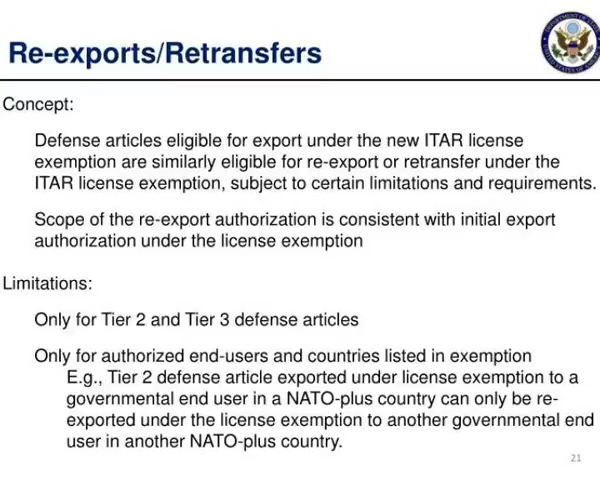 Re-exports/Retransfers
Concept:
Defense articles eligible for export under the new ITAR license
exemption are similarly eligible for re-export or retransfer under the
ITAR license exemption, subject to certain limitations and requirements.
Scope of the re-export authorization is consistent with initial export
authorization under the license exemption
Limitations:
Only for Tier 2 and Tier 3 defense articles
Only for authorized end-users and countries listed in exemption
E.g., Tier 2 defense article exported under license exemption to a
governmental end user in a NATO-plus country can only be re-
exported under the license exemption to another governmental end
user in another NATO-plus country.
21